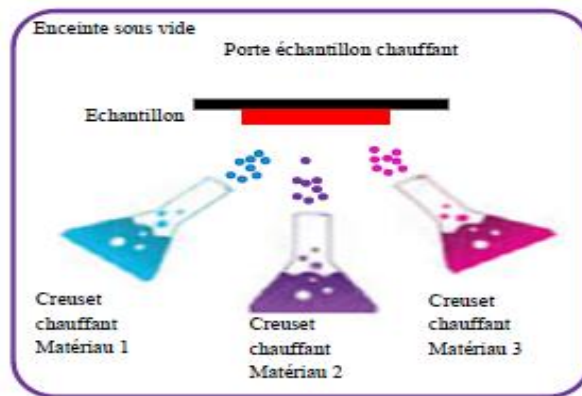 Enceinte sous vide
Porte échantillon chauffant
Echantillon
Creuset
chauffant
Matériau 1
Creuset
chauffant
Matériau 2
Creuset
chauffant
Matériau 3